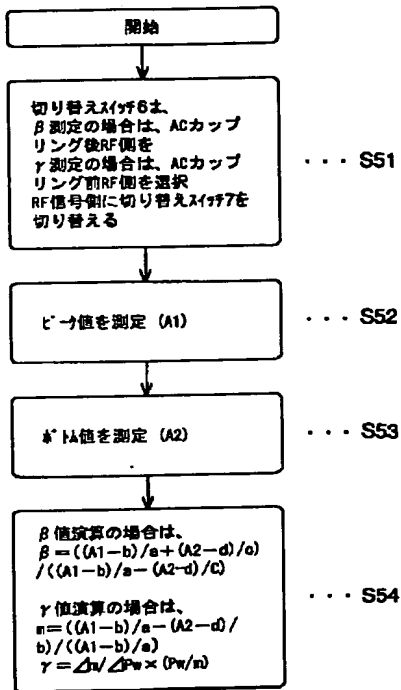 開始
切り替えスイッチ6は、
β測定の場合は、ACカップ
リング後RF側を
γ測定の場合は、ACカップ
リング前RF側を選択
RF信号側に切り替えスイッチ7を
切り替える
・・・ S51
ピーク値を測定 (A1)
・・・ S52
ボトム値を測定 (A2)
・・・ S53
β値演算の場合は、
β=((A1-b)/a+(A2-d)/c)
/((A1-b)/a-(A2-d)/C)
γ値演算の場合は、
m=((A1-b)/a-(A2-d)/
b)/((A1-b)/a)
γ=⊿m/⊿Pw×(Pw/m)
・・・ S54